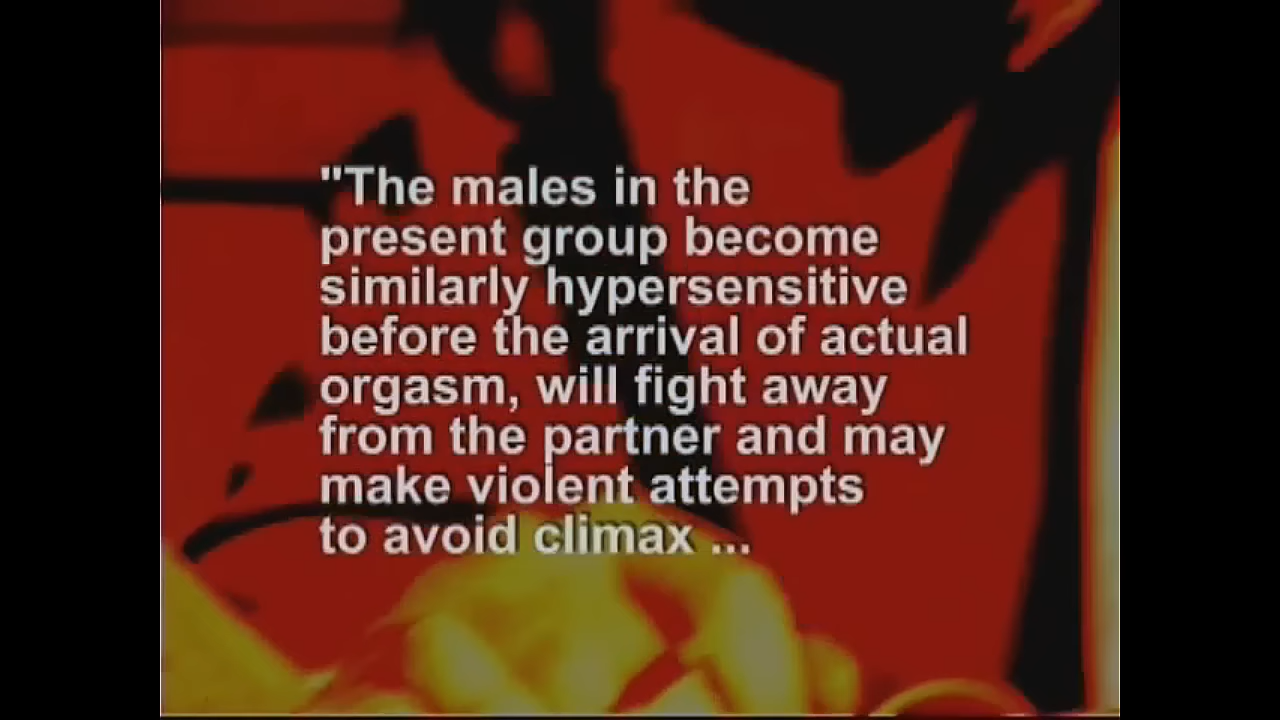 "The males in the
present group become
similarly hypersensitive
before the arrival of actual
orgasm, will fight away
from the partner and may
make violent attempts
to avoid climax ...